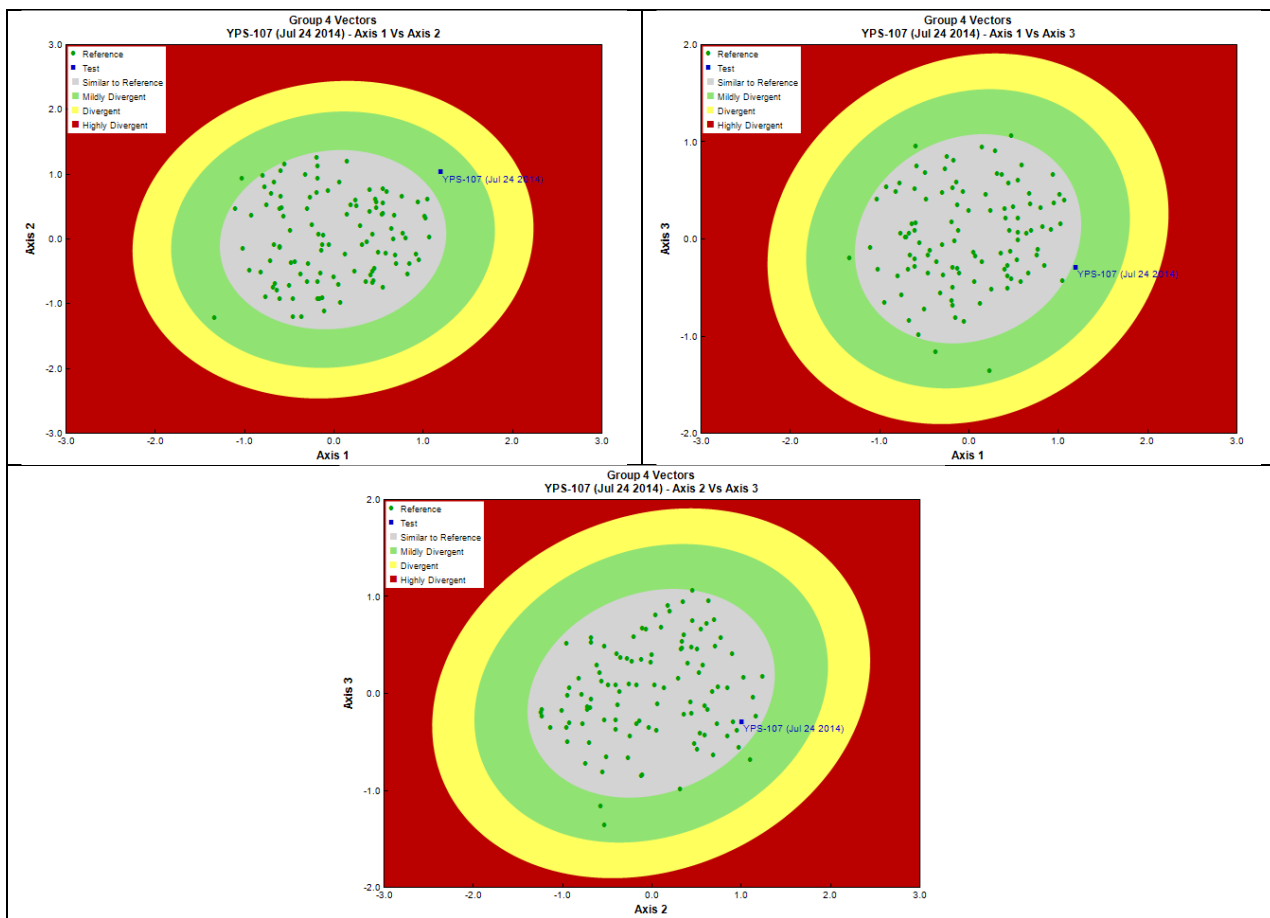 Group 4 Vectors
YPS-107 (Jul 24 2014) - Axis 1 Vs Axis 2
Reference
Test
Similar to Reference
Mildly Divergent
Divergent
Highly Divergent
YPS-107 (Jul 24 2014)
3.0
2.0
1.0
0.0
-1.0
-2.0
-3.0
Axis 2
-3.0 -2.0 -1.0 0.0 1.0 2.0 3.0
Axis 1
Group 4 Vectors
YPS-107 (Jul 24 2014) - Axis 1 Vs Axis 3
Reference
Test
Similar to Reference
Mildly Divergent
Divergent
Highly Divergent
YPS-107 (Jul 24 2014)
2.0
1.0
0.0
-1.0
-2.0
Axis 3
-3.0 -2.0 -1.0 0.0 1.0 2.0 3.0
Axis 1
Group 4 Vectors
YPS-107 (Jul 24 2014) - Axis 2 Vs Axis 3
Reference
Test
Similar to Reference
Mildly Divergent
Divergent
Highly Divergent
YPS-107 (Jul 24 2014)
2.0
1.0
0.0
-1.0
-2.0
Axis 3
-3.0 -2.0 -1.0 0.0 1.0 2.0 3.0
Axis 2